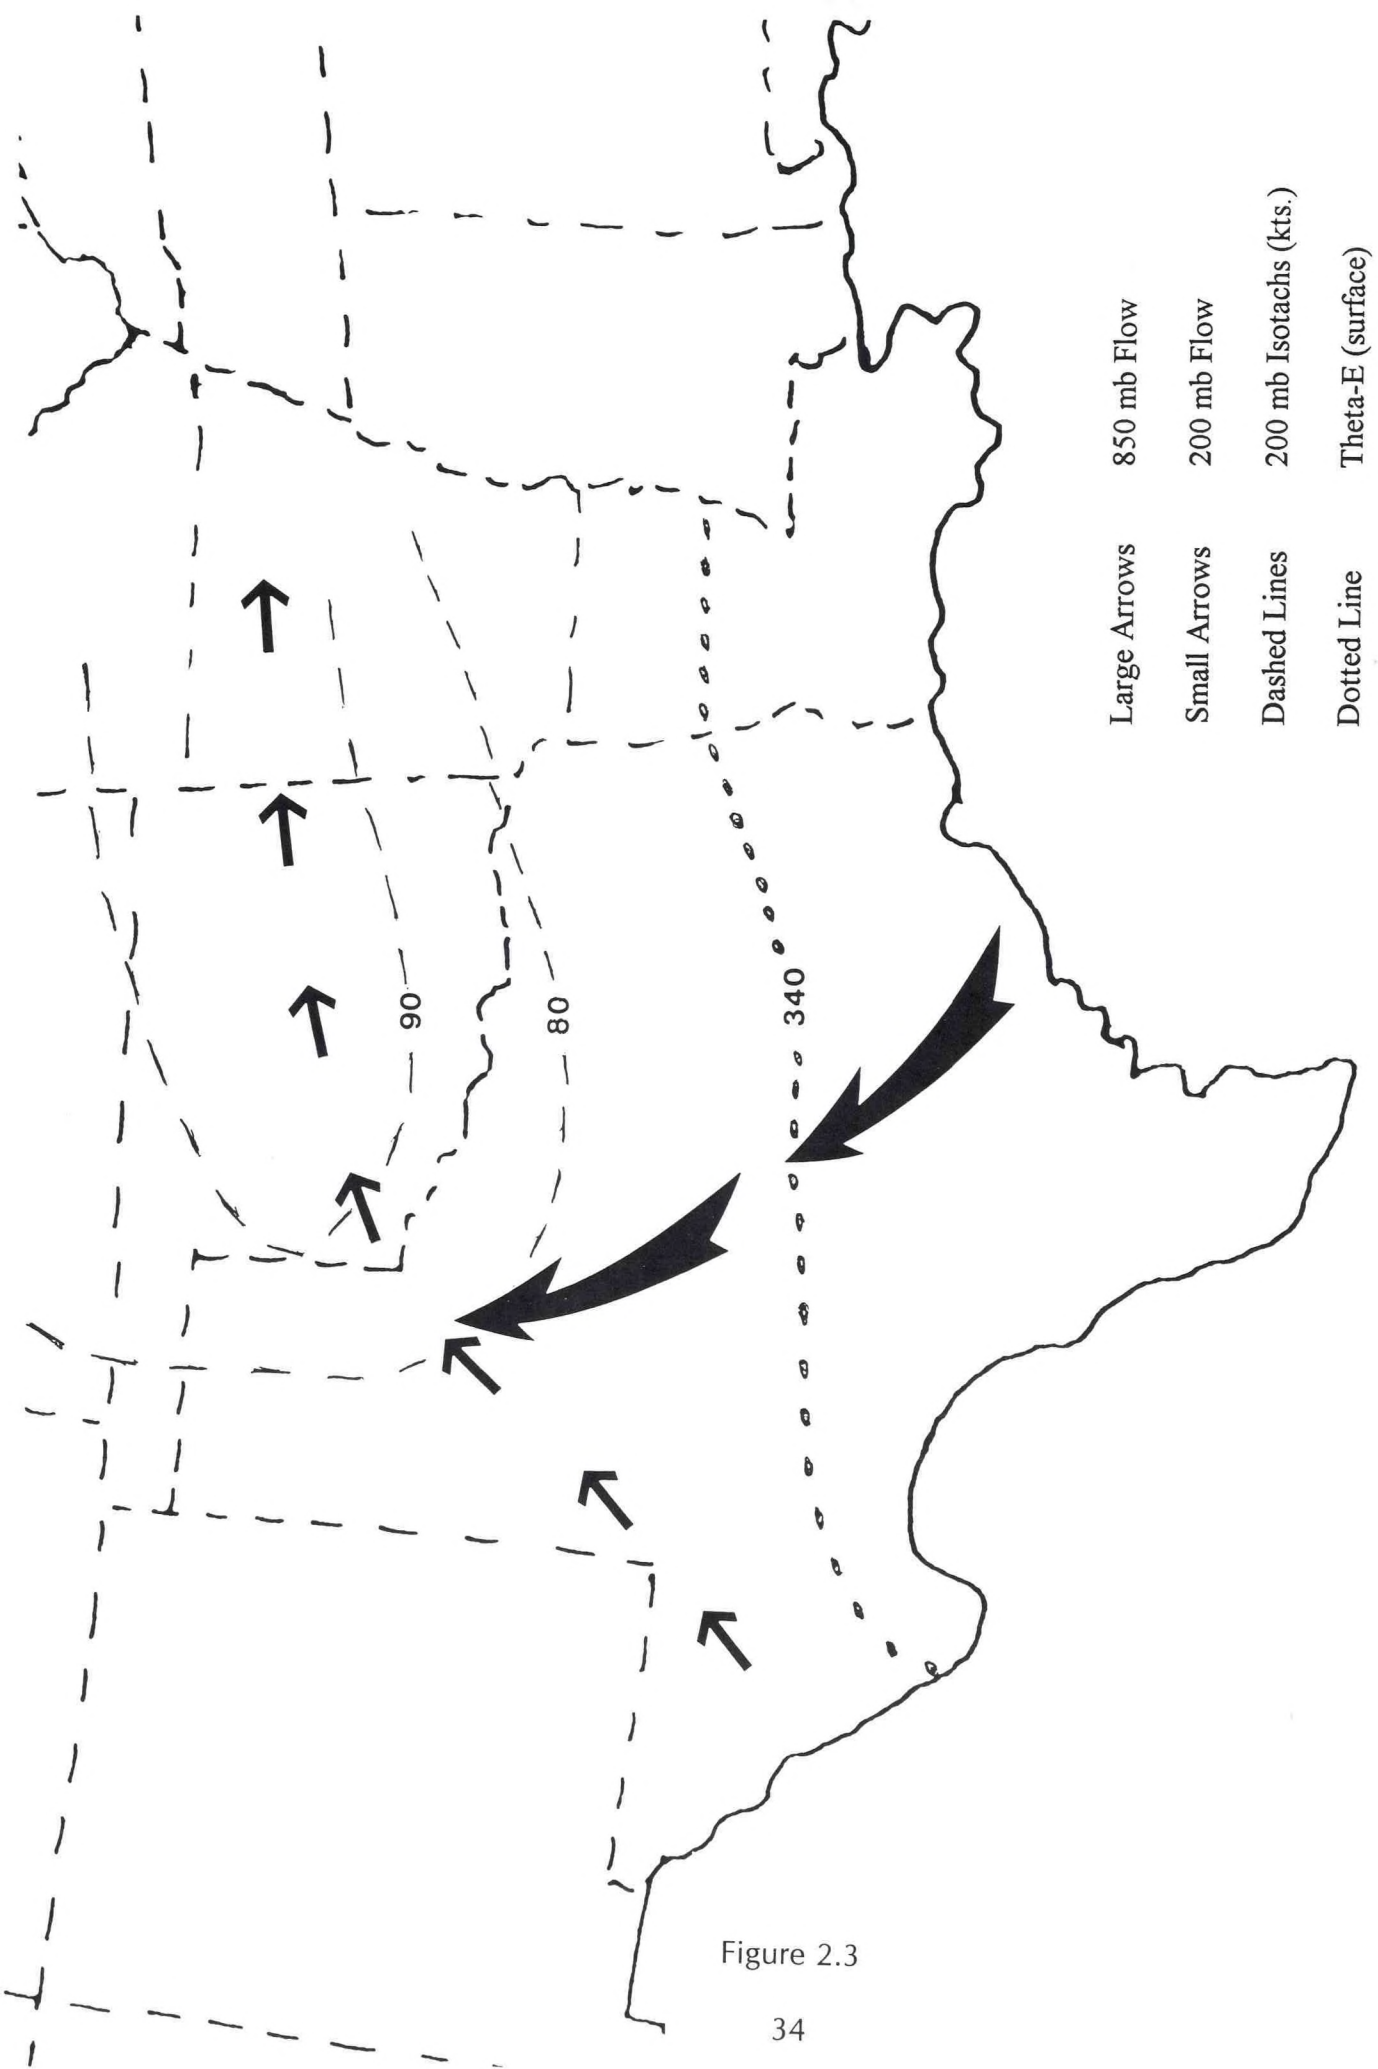 90
80
340
Large Arrows 850 mb Flow
Small Arrows 200 mb Flow
Dashed Lines 200 mb Isotachs (kts.)
Dotted Line Theta-E (surface)
Figure 2.3
34